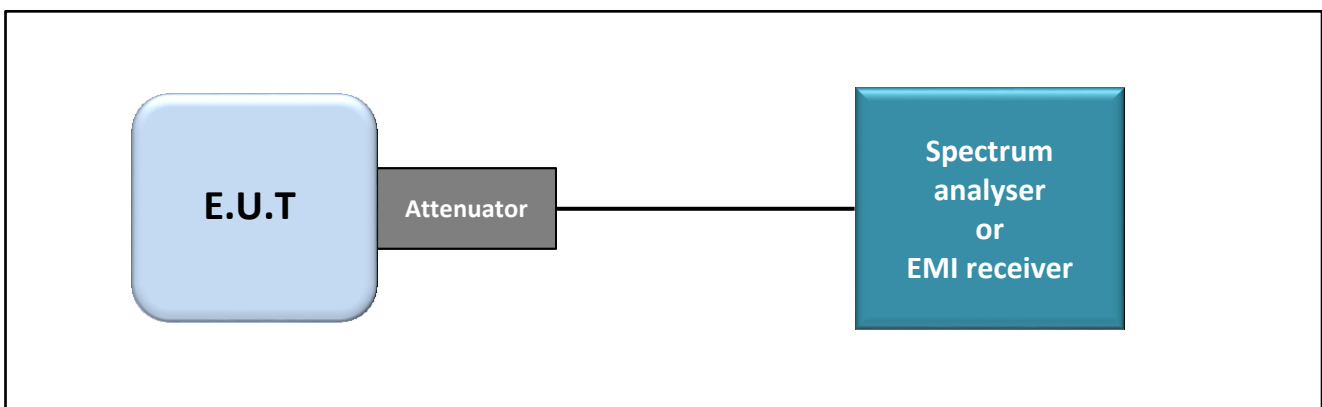 E.U.T
Attenuator
Spectrum
analyser
or
EMI receiver